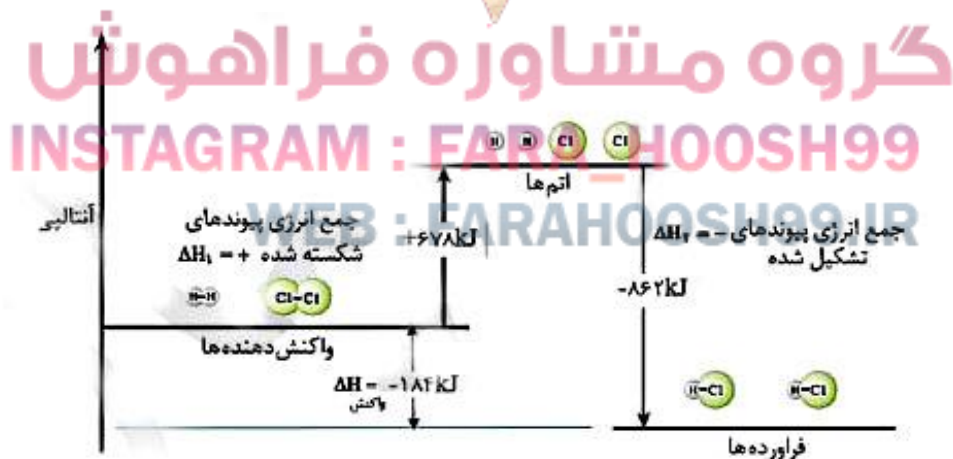 گروه مشاوره فراهوش
INSTAGRAM : FARA_HOOSH99
WEB : FARAHOOSH99.IR
آنتالپی
H H Cl Cl
اتم‌ها
جمع انرژی پیوندهای
شکسته شده + = ΔH₁
+۶۷۸kJ
جمع انرژی پیوندهای – = ΔH₂
تشکیل شده
-۸۶۲kJ
H-H Cl-Cl
واکنش‌دهنده‌ها
ΔH = -۱۸۴kJ
واکنش
H-Cl H-Cl
فراورده‌ها